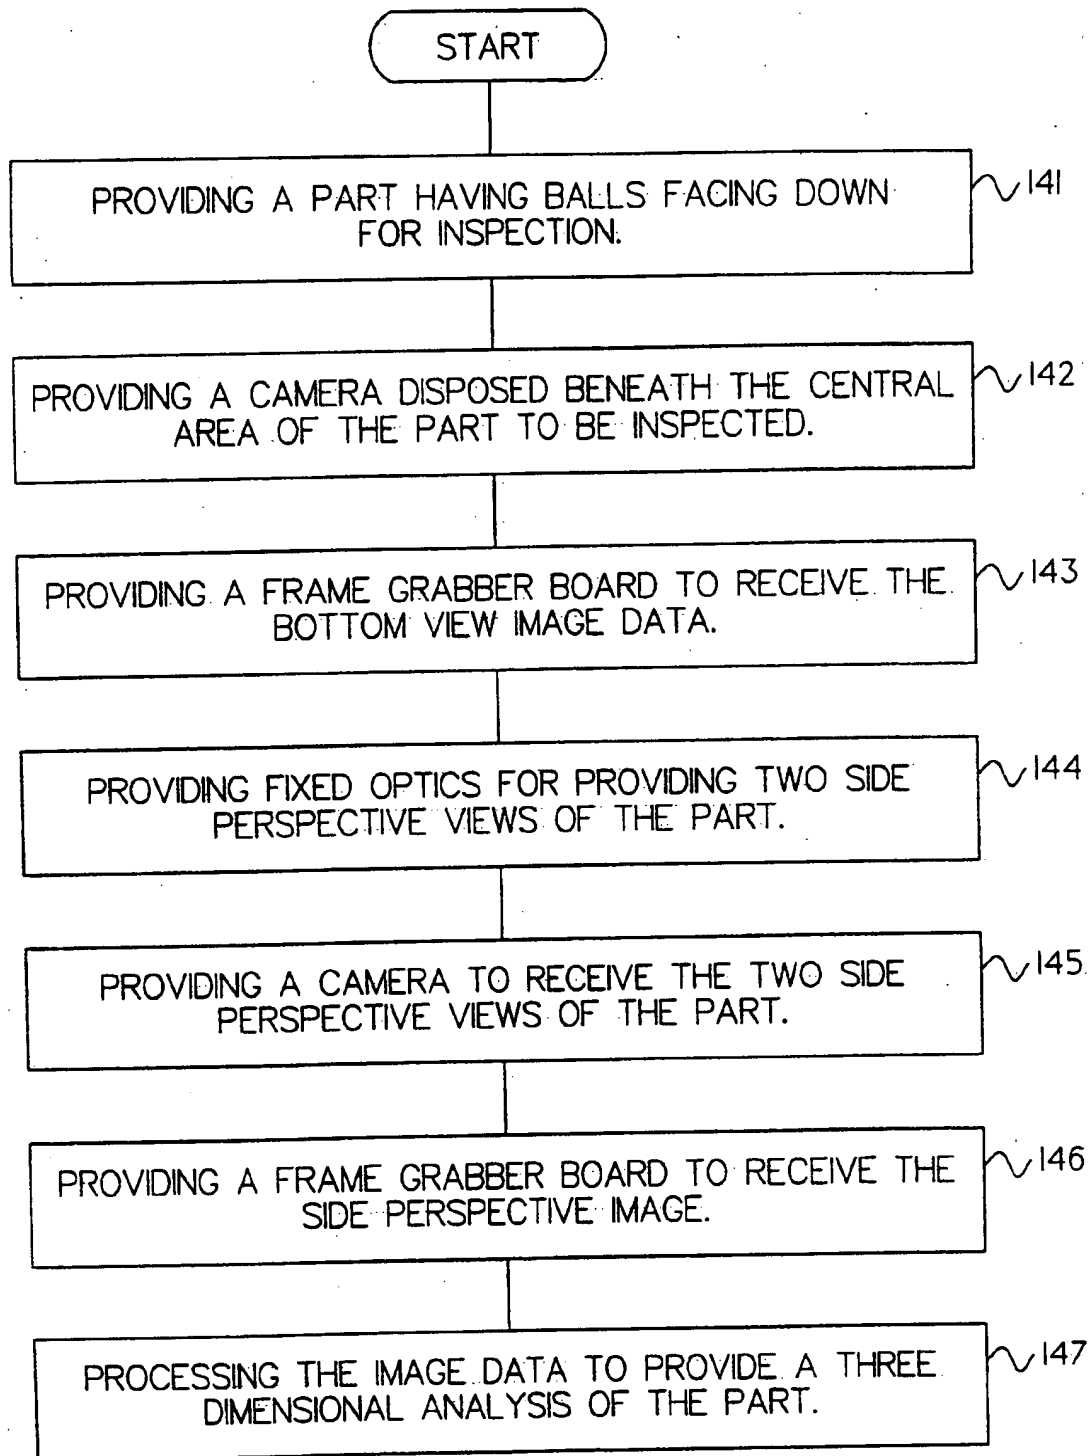 START
PROVIDING A PART HAVING BALLS FACING DOWN
FOR INSPECTION.
141
PROVIDING A CAMERA DISPOSED BENEATH THE CENTRAL
AREA OF THE PART TO BE INSPECTED.
142
PROVIDING A FRAME GRABBER BOARD TO RECEIVE THE
BOTTOM VIEW IMAGE DATA.
143
PROVIDING FIXED OPTICS FOR PROVIDING TWO SIDE
PERSPECTIVE VIEWS OF THE PART.
144
PROVIDING A CAMERA TO RECEIVE THE TWO SIDE
PERSPECTIVE VIEWS OF THE PART.
145
PROVIDING A FRAME GRABBER BOARD TO RECEIVE THE
SIDE PERSPECTIVE IMAGE.
146
PROCESSING THE IMAGE DATA TO PROVIDE A THREE
DIMENSIONAL ANALYSIS OF THE PART.
147